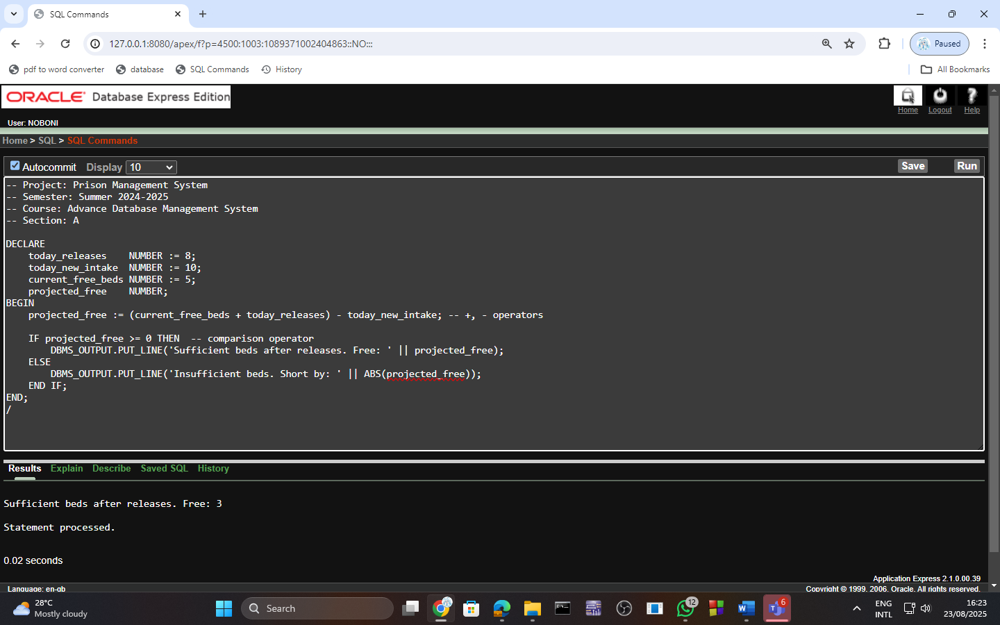 SQL Commands
127.0.0.1:8080/apex/f?p=4500:1003:1089371002404863::NO:::
Paused
pdf to word converter
database
SQL Commands
History
All Bookmarks
ORACLE® Database Express Edition
Home
Logout
Help
User: NOBONI
Home > SQL > SQL Commands
Autocommit
Display
10
Save
Run
-- Project: Prison Management System
-- Semester: Summer 2024-2025
-- Course: Advance Database Management System
-- Section: A
DECLARE
    today_releases    NUMBER := 8;
    today_new_intake  NUMBER := 10;
    current_free_beds NUMBER := 5;
    projected_free    NUMBER;
BEGIN
    projected_free := (current_free_beds + today_releases) - today_new_intake; -- +, - operators
    IF projected_free >= 0 THEN  -- comparison operator
        DBMS_OUTPUT.PUT_LINE('Sufficient beds after releases. Free: ' || projected_free);
    ELSE
        DBMS_OUTPUT.PUT_LINE('Insufficient beds. Short by: ' || ABS(projected_free));
    END IF;
END;
/
Results
Explain
Describe
Saved SQL
History
Sufficient beds after releases. Free: 3
Statement processed.
0.02 seconds
Application Express 2.1.0.00.39
Language: en-gb
Copyright © 1999, 2006, Oracle. All rights reserved.
28°C
Mostly cloudy
Search
12
6
ENG
INTL
16:23
23/08/2025